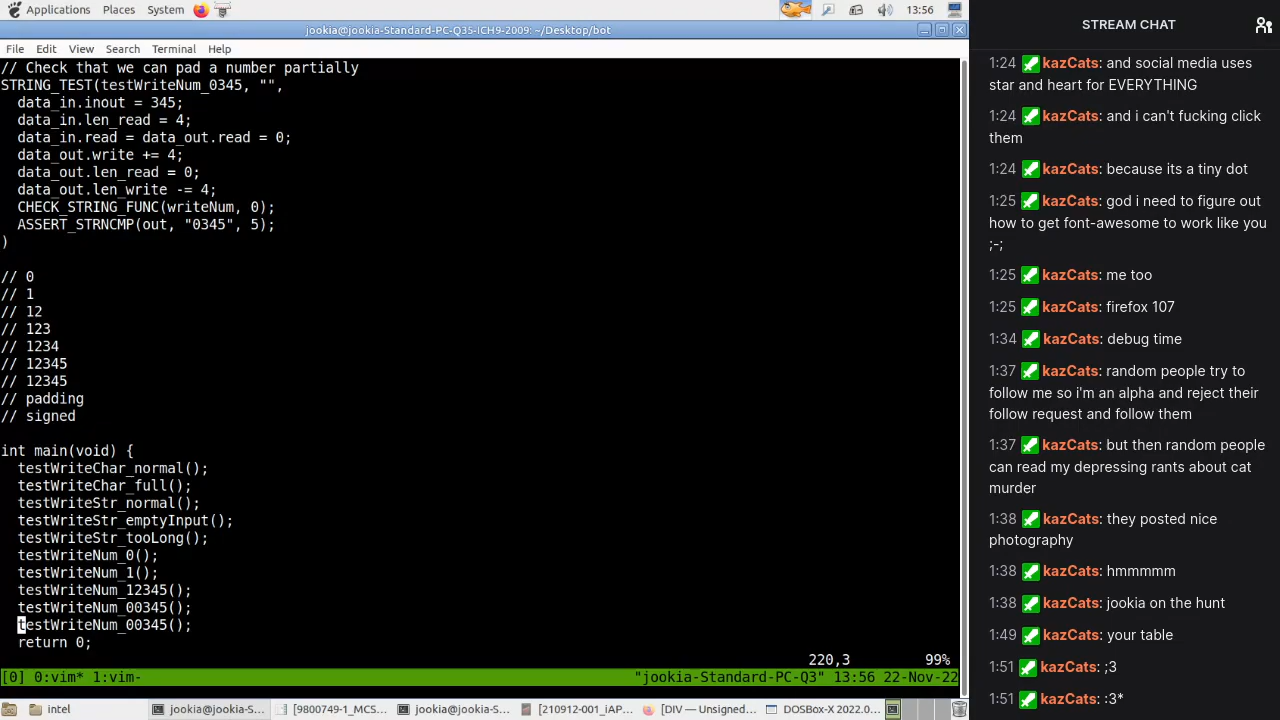 Applications Places System 13:56
jookia@jookia-Standard-PC-Q35-ICH9-2009: ~/Desktop/bot
File Edit View Search Terminal Help
// Check that we can pad a number partially
STRING_TEST(testWriteNum_0345, "",
data_in.inout = 345;
data_in.len_read = 4;
data_in.read = data_out.read = 0;
data_out.write += 4;
data_out.len_read = 0;
data_out.len_write -= 4;
CHECK_STRING_FUNC(writeNum, 0);
ASSERT_STRNCMP(out, "0345", 5);
)
// 0
// 1
// 12
// 123
// 1234
// 12345
// 12345
// padding
// signed
int main(void) {
testWriteChar_normal();
testWriteChar_full();
testWriteStr_normal();
testWriteStr_emptyInput();
testWriteStr_tooLong();
testWriteNum_0();
testWriteNum_1();
testWriteNum_12345();
testWriteNum_00345();
testWriteNum_00345();
return 0;
220,3 99%
[0] 0:vim* 1:vim- "jookia-Standard-PC-Q3" 13:56 22-Nov-22
intel jookia@jookia-S... [980619-9-1_MCS... jookia@jookia-S... [210912-001_iAP... [DIV — Unsigned... DOSBox-X 2022.0...
STREAM CHAT
1:24 kazCats: and social media uses
star and heart for EVERYTHING
1:24 kazCats: and i can't fucking click
them
1:24 kazCats: because its a tiny dot
1:25 kazCats: god i need to figure out
how to get font-awesome to work like you
;-;
1:25 kazCats: me too
1:25 kazCats: firefox 107
1:34 kazCats: debug time
1:37 kazCats: random people try to
follow me so i'm an alpha and reject their
follow request and follow them
1:37 kazCats: but then random people
can read my depressing rants about cat
murder
1:38 kazCats: they posted nice
photography
1:38 kazCats: hmmmmm
1:38 kazCats: jookia on the hunt
1:49 kazCats: your table
1:51 kazCats: ;3
1:51 kazCats: :3*